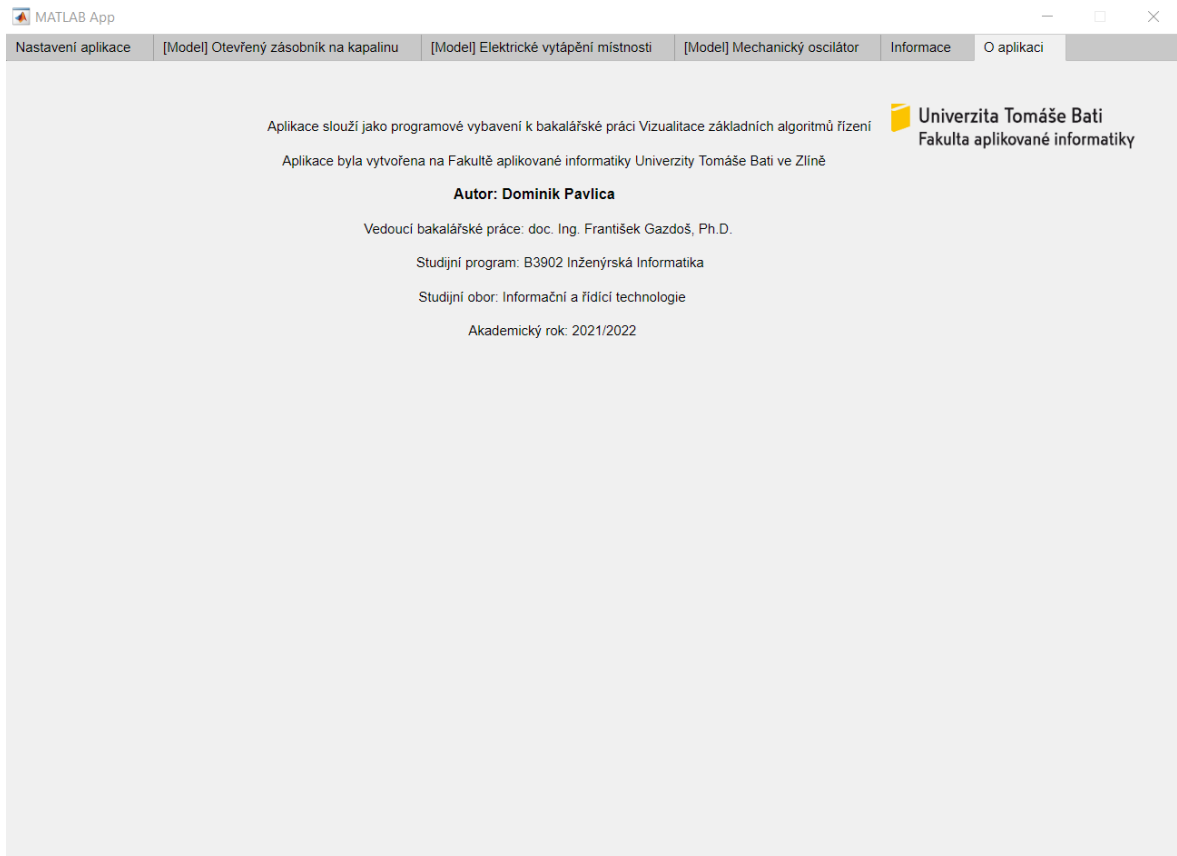 MATLAB App
Nastavení aplikace
[Model] Otevřený zásobník na kapalinu
[Model] Elektrické vytápění místnosti
[Model] Mechanický oscilátor
Informace
O aplikaci
Aplikace slouží jako programové vybavení k bakalářské práci Vizualitace základních algoritmů řízení
Univerzita Tomáše Bati
Fakulta aplikované informatiky
Aplikace byla vytvořena na Fakultě aplikované informatiky Univerzity Tomáše Bati ve Zlíně
Autor: Dominik Pavlica
Vedoucí bakalářské práce: doc. Ing. František Gazdoš, Ph.D.
Studijní program: B3902 Inženýrská Informatika
Studijní obor: Informační a řídící technologie
Akademický rok: 2021/2022